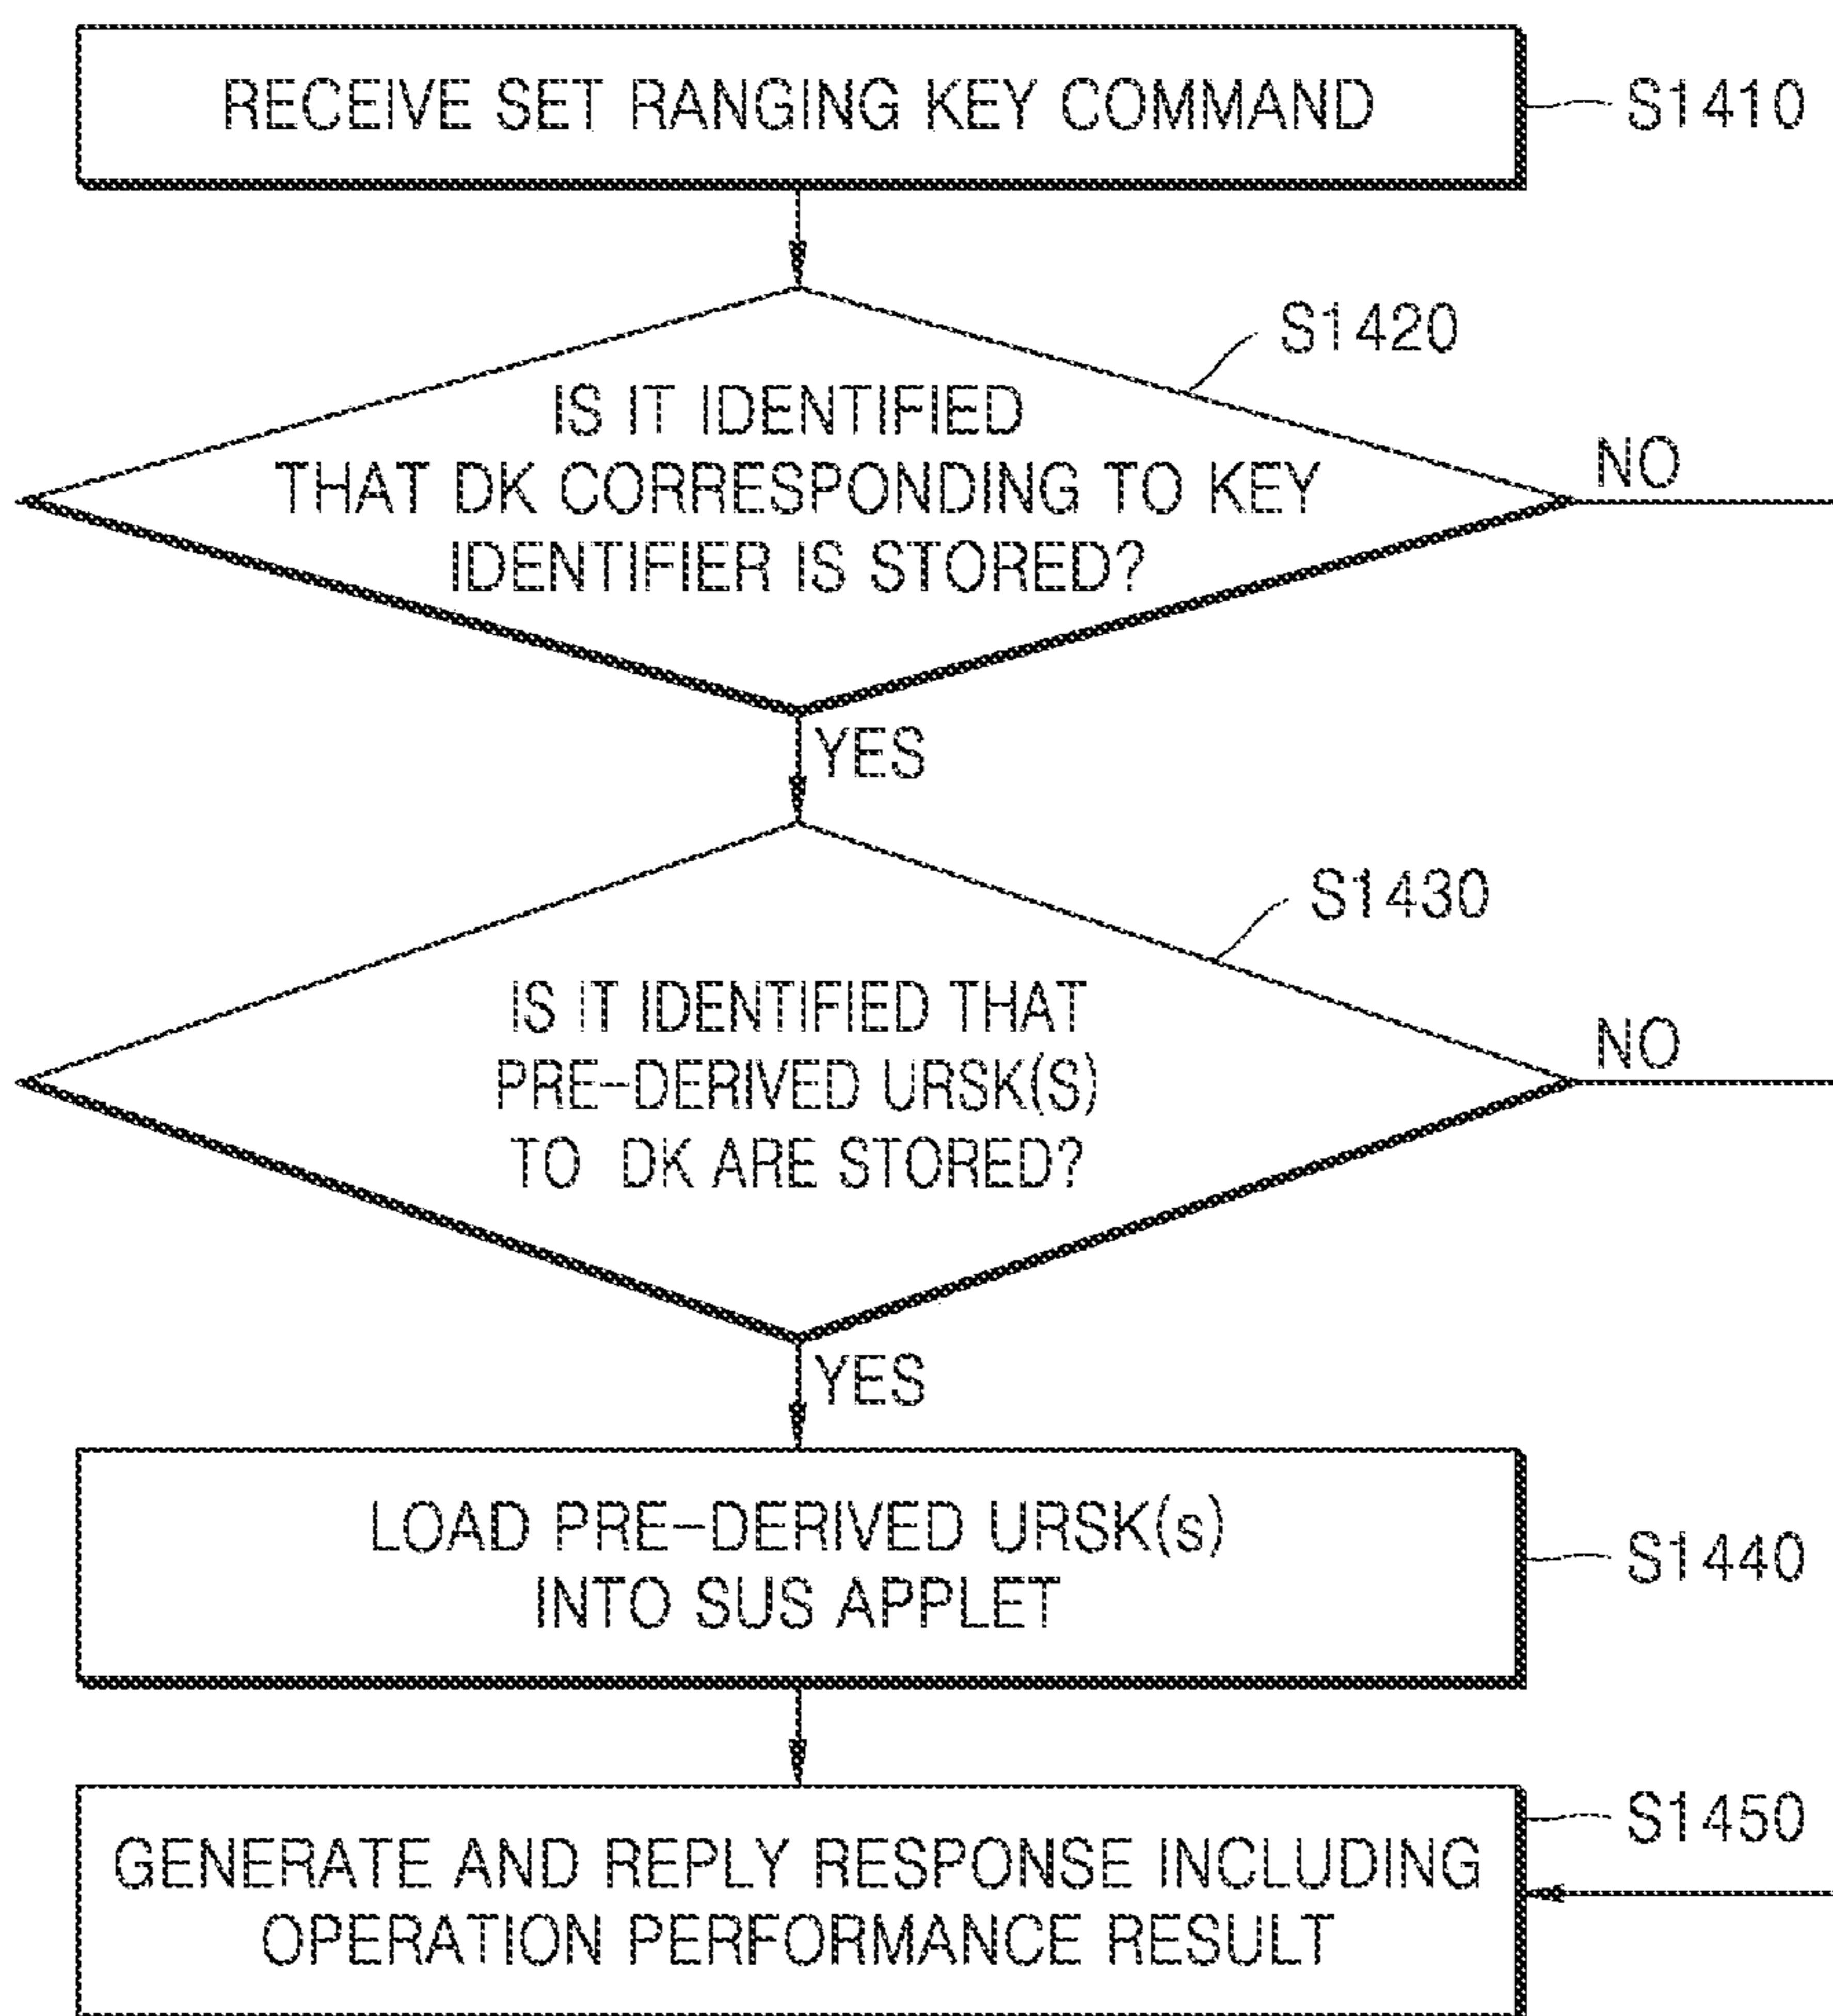 RECEIVE SET RANGING KEY COMMAND
S1410
S1420
IS IT IDENTIFIED
THAT DK CORRESPONDING TO KEY
IDENTIFIER IS STORED?
NO
YES
S1430
IS IT IDENTIFIED THAT
PRE-DERIVED URSK(S)
TO DK ARE STORED?
NO
YES
LOAD PRE-DERIVED URSK(s)
INTO SUS APPLET
S1440
GENERATE AND REPLY RESPONSE INCLUDING
OPERATION PERFORMANCE RESULT
S1450